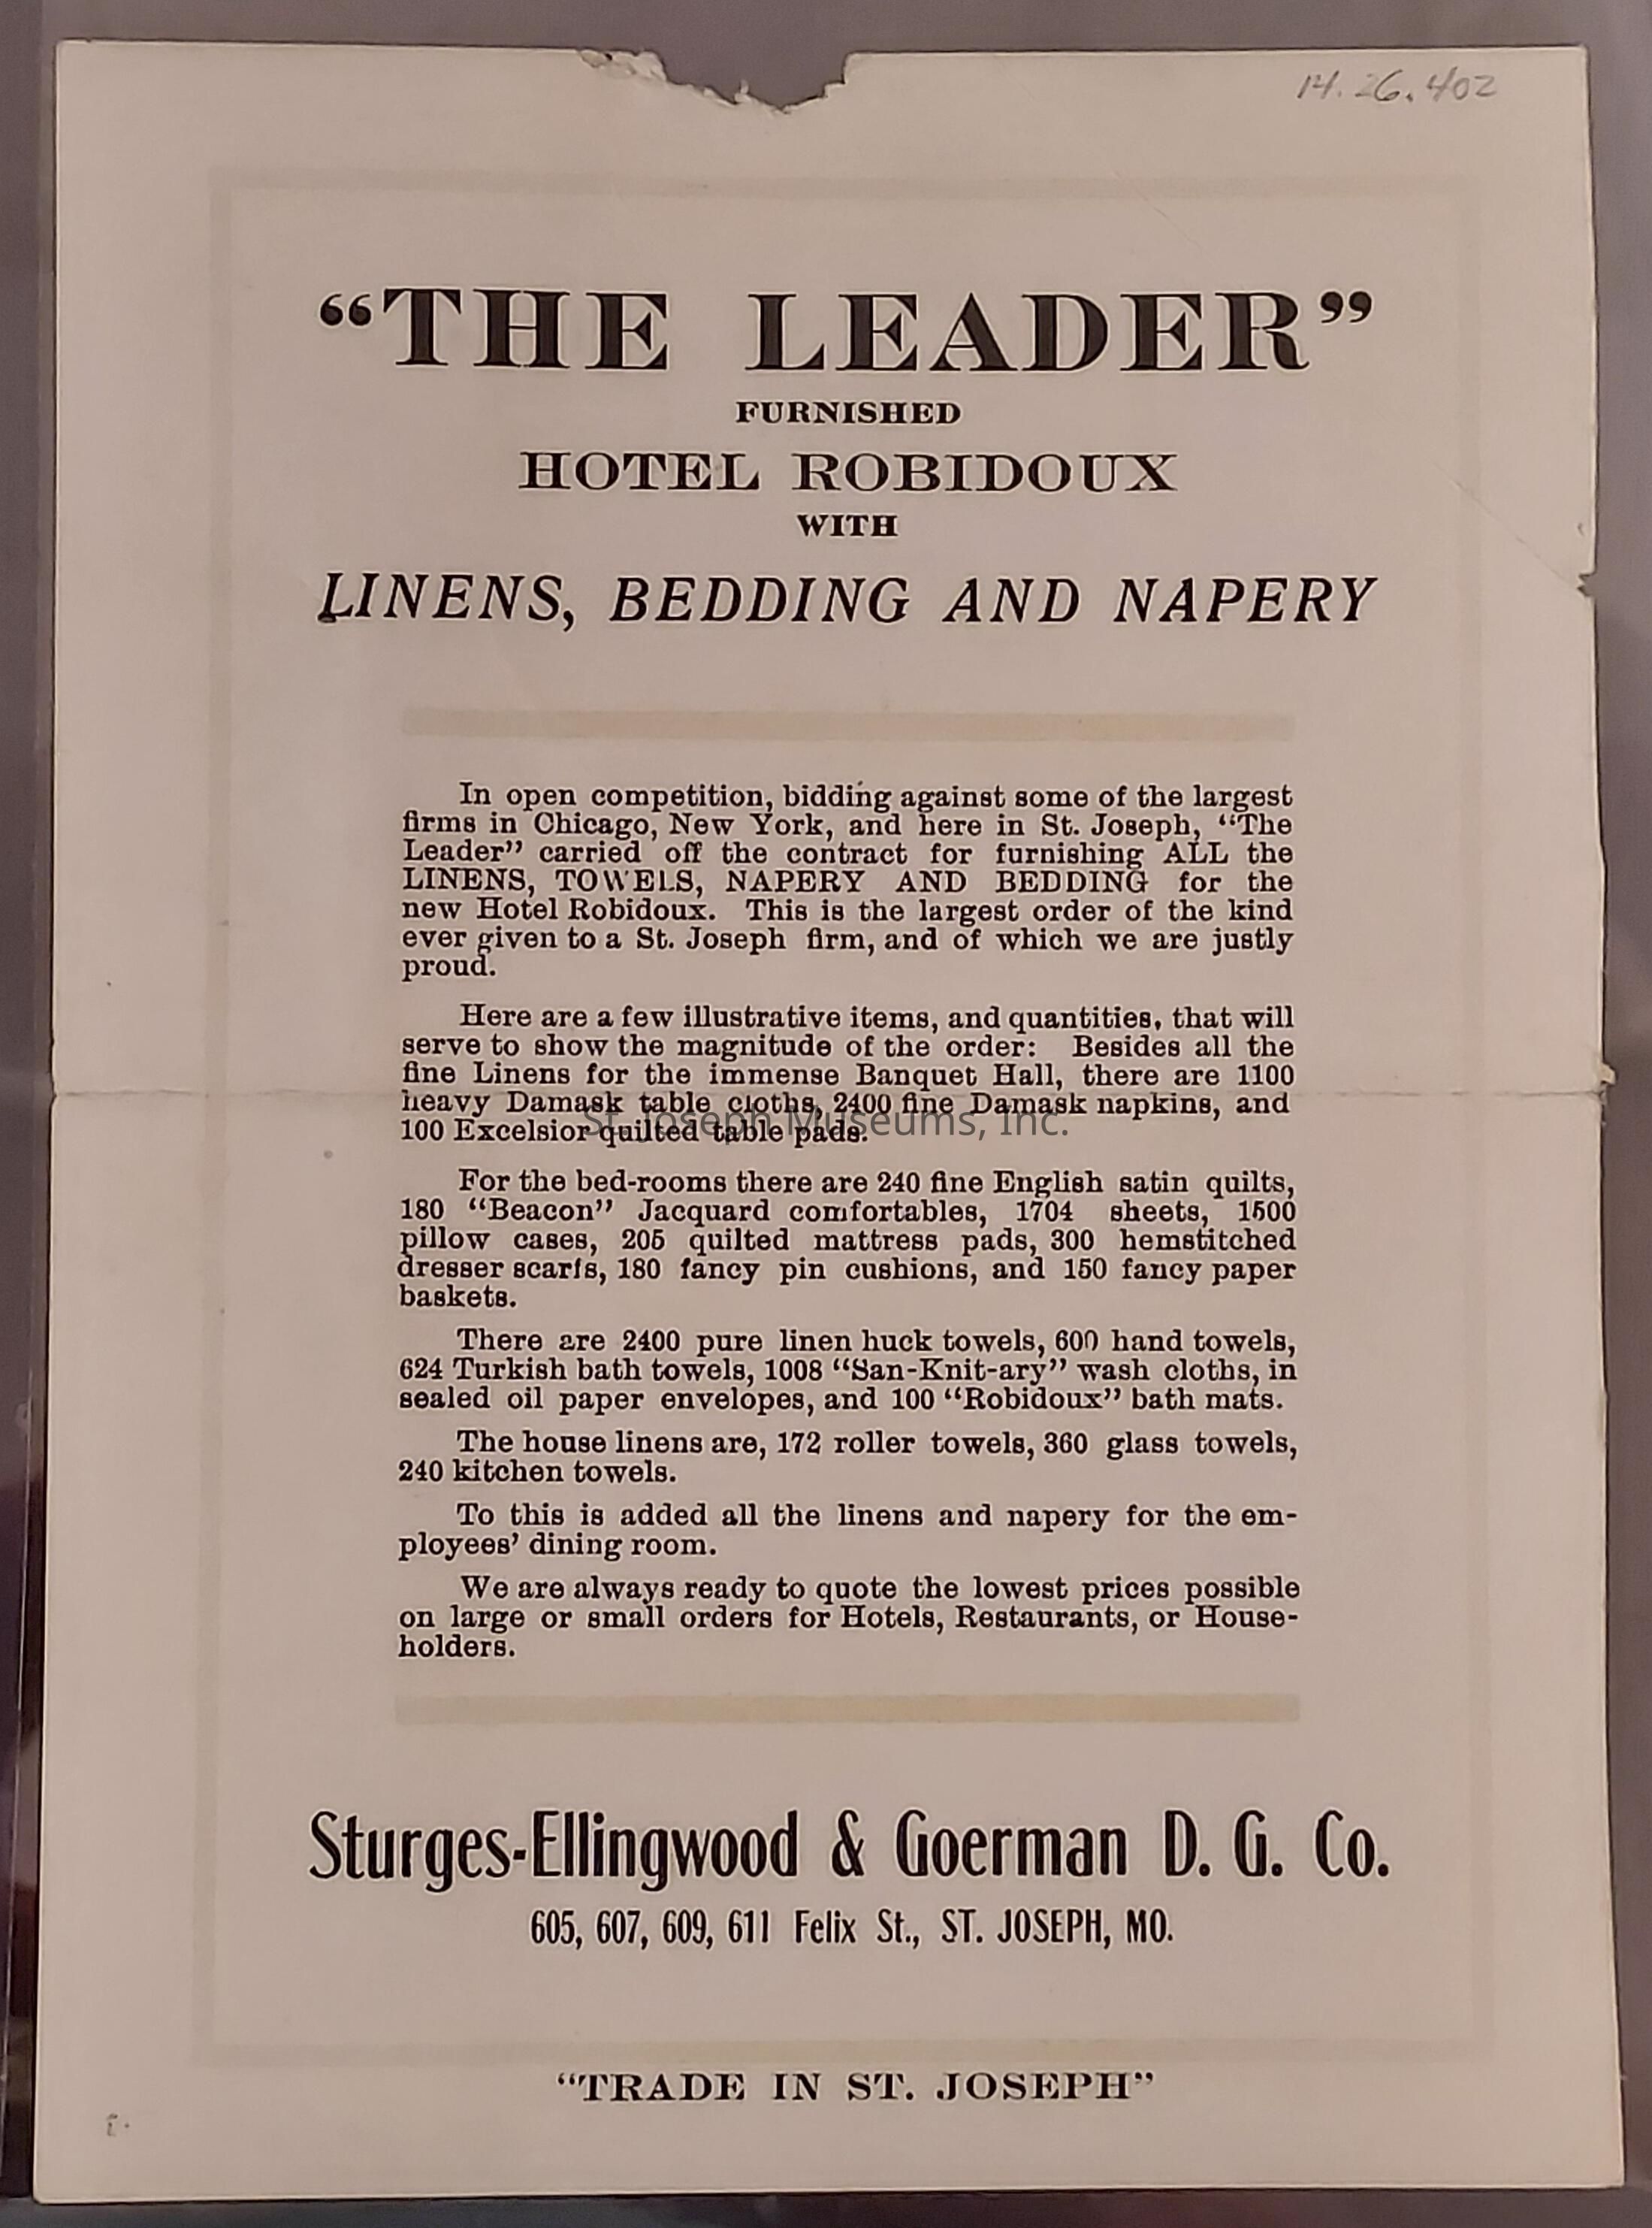 14.26.402
“THE LEADER”
FURNISHED
HOTEL ROBIDOUX
WITH
LINENS, BEDDING AND NAPERY
In open competition, bidding against some of the largest
firms in Chicago, New York, and here in St. Joseph, “The
Leader” carried off the contract for furnishing ALL the
LINENS, TOWELS, NAPERY AND BEDDING for the
new Hotel Robidoux. This is the largest order of the kind
ever given to a St. Joseph firm, and of which we are justly
proud.
Here are a few illustrative items, and quantities, that will
serve to show the magnitude of the order: Besides all the
fine Linens for the immense Banquet Hall, there are 1100
heavy Damask table cloths, 2400 fine Damask napkins, and
100 Excelsior quilted table pads.
St. Joseph Museums, Inc.
For the bed-rooms there are 240 fine English satin quilts,
180 “Beacon” Jacquard comfortables, 1704 sheets, 1500
pillow cases, 205 quilted mattress pads, 300 hemstitched
dresser scarfs, 180 fancy pin cushions, and 150 fancy paper
baskets.
There are 2400 pure linen huck towels, 600 hand towels,
624 Turkish bath towels, 1008 “San-Knit-ary” wash cloths, in
sealed oil paper envelopes, and 100 “Robidoux” bath mats.
The house linens are, 172 roller towels, 360 glass towels,
240 kitchen towels.
To this is added all the linens and napery for the em-
ployees’ dining room.
We are always ready to quote the lowest prices possible
on large or small orders for Hotels, Restaurants, or House-
holders.
Sturges-Ellingwood & Goerman D. G. Co.
605, 607, 609, 611 Felix St., ST. JOSEPH, MO.
“TRADE IN ST. JOSEPH”